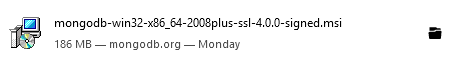 mongodb-win32-x86_64-2008plus-ssl-4.0.0-signed.msi
186 MB — mongodb.org — Monday